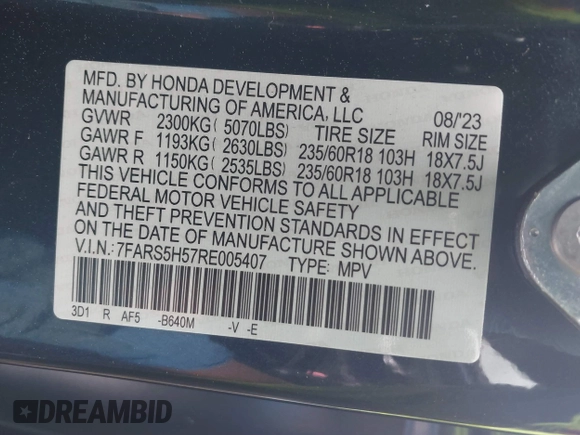 MFD. BY HONDA DEVELOPMENT &
MANUFACTURING OF AMERICA, LLC 08/'23
GVWR 2300KG( 5070LBS) TIRE SIZE RIM SIZE
GAWR F 1193KG( 2630LBS) 235/60R18 103H 18X7.5J
GAWR R 1150KG( 2535LBS) 235/60R18 103H 18X7.5J
THIS VEHICLE CONFORMS TO ALL APPLICABLE
FEDERAL MOTOR VEHICLE SAFETY
AND THEFT PREVENTION STANDARDS IN EFFECT
ON THE DATE OF MANUFACTURE SHOWN ABOVE.
V.I.N.:7FARS5H57RE005407 TYPE: MPV
3D1 R AF5 -B640M -V -E
DREAMBID